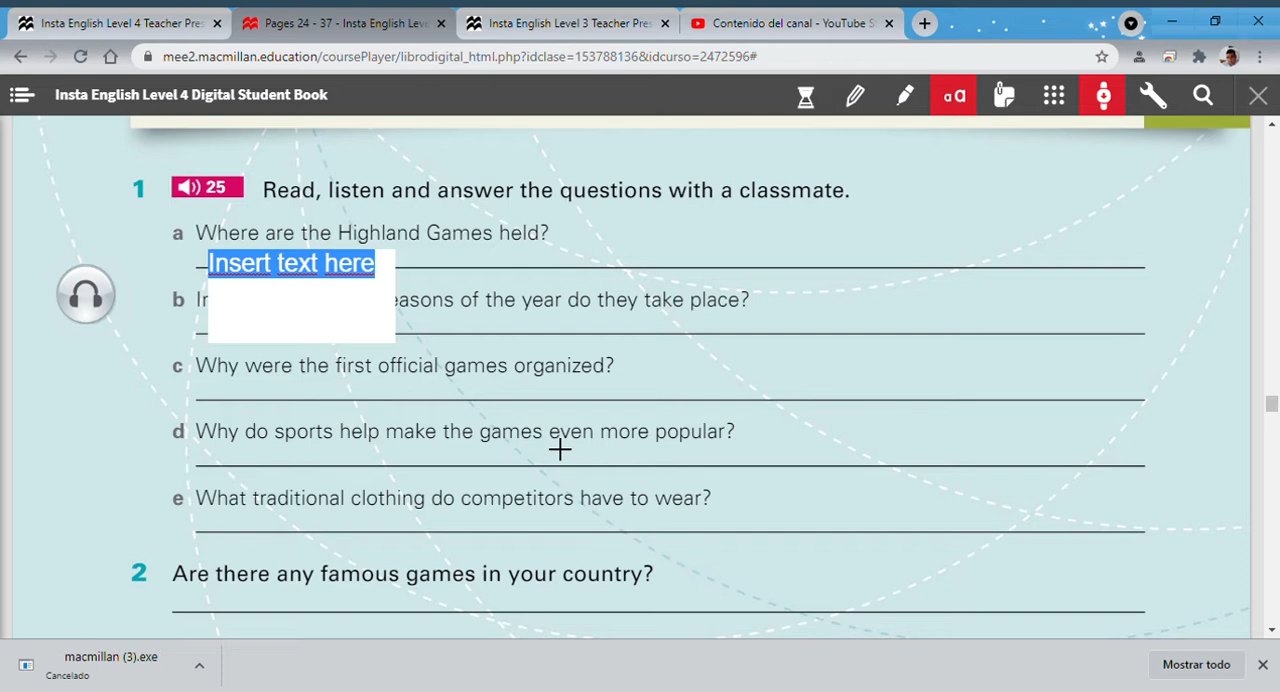 Insta English Level 4 Teacher Pres
Pages 24 - 37 - Insta English Leve
Insta English Level 3 Teacher Pres
Contenido del canal - YouTube S
mee2.macmillan.education/coursePlayer/librodigital_html.php?idclase=153788136&idcurso=2472596#
Insta English Level 4 Digital Student Book
aa
1 25 Read, listen and answer the questions with a classmate.
a Where are the Highland Games held?
Insert text here
b easons of the year do they take place?
c Why were the first official games organized?
d Why do sports help make the games even more popular?
e What traditional clothing do competitors have to wear?
2 Are there any famous games in your country?
macmillan (3).exe
Cancelado
Mostrar todo